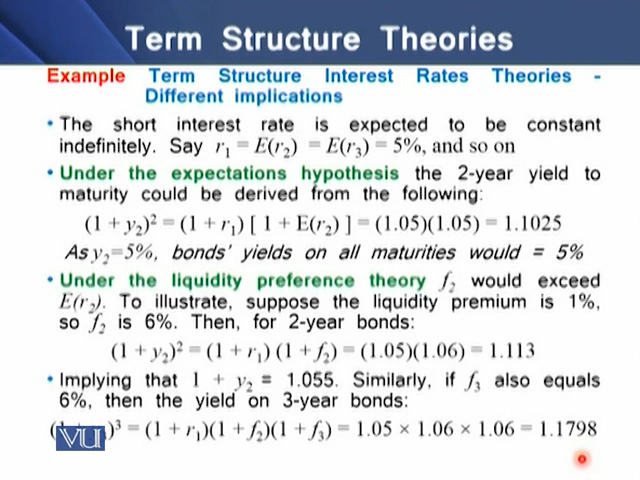 Term Structure Theories
Example Term Structure Interest Rates Theories -
Different implications
• The short interest rate is expected to be constant
indefinitely. Say r₁ = E(r₂) = E(r₃) = 5%, and so on
• Under the expectations hypothesis the 2-year yield to
maturity could be derived from the following:
(1 + y₂)² = (1 + r₁) [ 1 + E(r₂) ] = (1.05)(1.05) = 1.1025
As y₂=5%, bonds' yields on all maturities would = 5%
• Under the liquidity preference theory f₂ would exceed
E(r₂). To illustrate, suppose the liquidity premium is 1%,
so f₂ is 6%. Then, for 2-year bonds:
(1 + y₂)² = (1 + r₁) (1 + f₂) = (1.05)(1.06) = 1.113
• Implying that 1 + y₂ = 1.055. Similarly, if f₃ also equals
6%, then the yield on 3-year bonds:
)³ = (1 + r₁)(1 + f₂)(1 + f₃) = 1.05 × 1.06 × 1.06 = 1.1798
VU